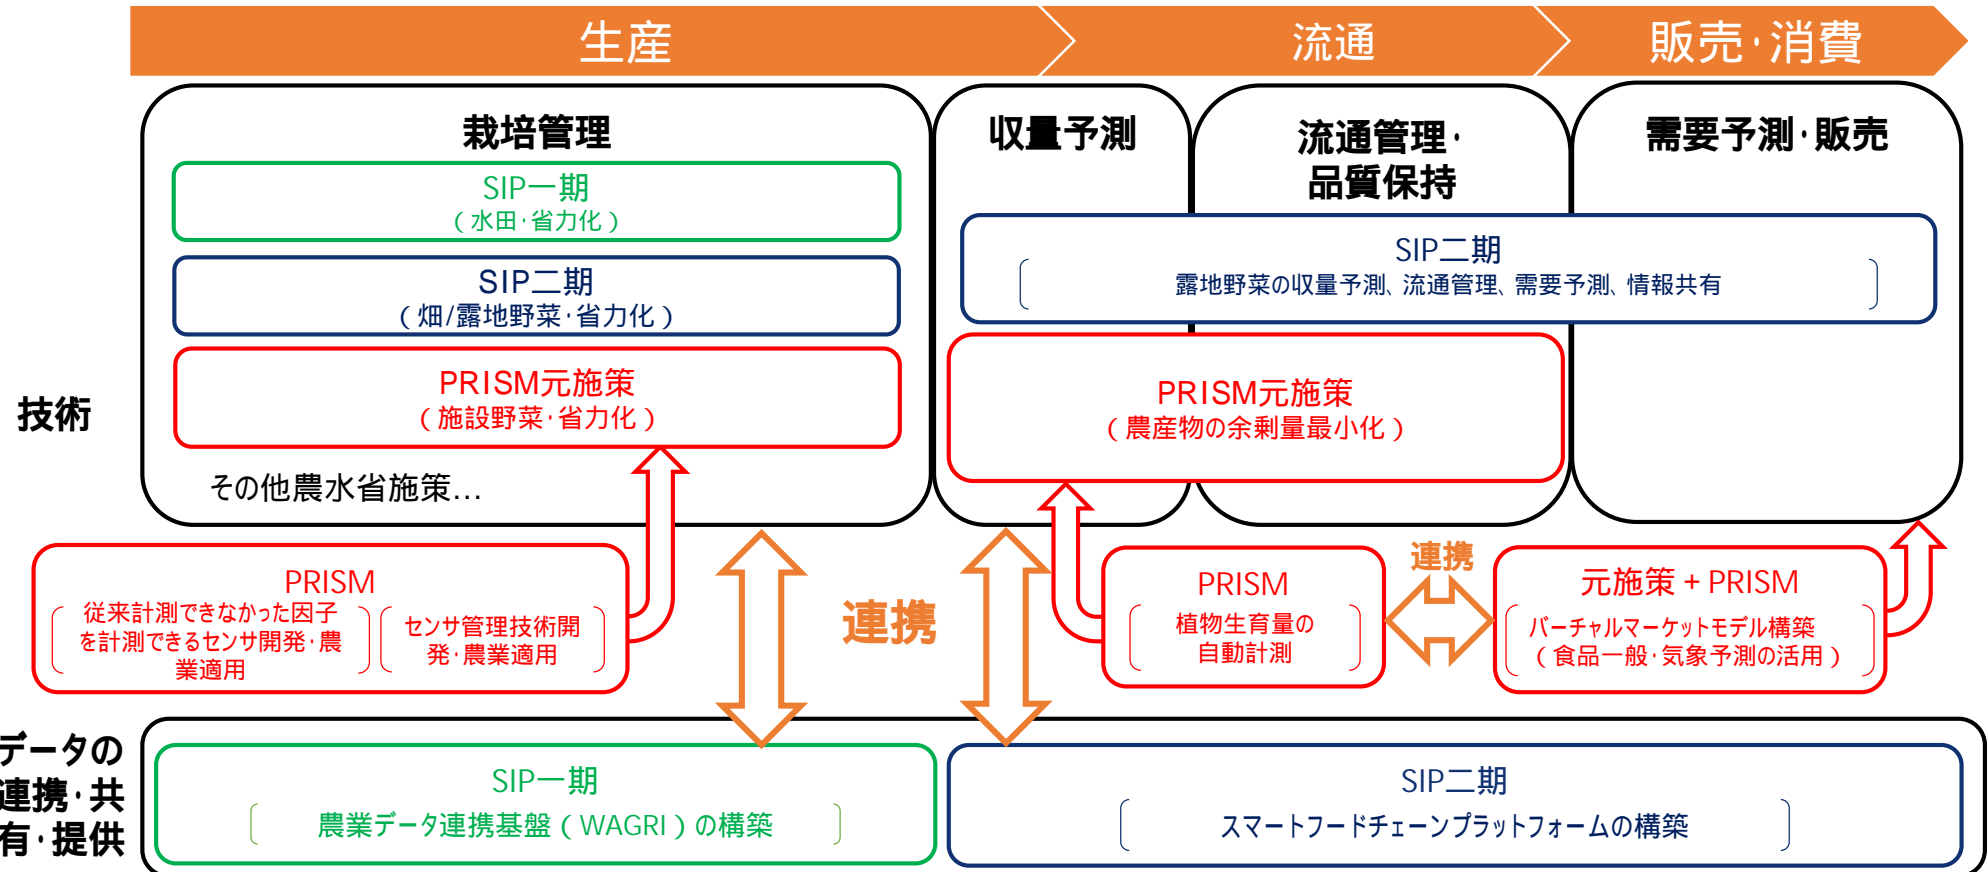 生産
流通
販売・消費
栽培管理
収量予測
流通管理・
品質保持
需要予測・販売
SIP一期
（水田・省力化）
SIP二期
（畑/露地野菜・省力化）
PRISM元施策
（施設野菜・省力化）
その他農水省施策…
SIP二期
露地野菜の収量予測、流通管理、需要予測、情報共有
PRISM元施策
（農産物の余剰量最小化）
技術
PRISM
従来計測できなかった因子
を計測できるセンサ開発・農
業適用
センサ管理技術開
発・農業適用
連携
PRISM
植物生育量の
自動計測
連携
元施策 + PRISM
バーチャルマーケットモデル構築
（食品一般・気象予測の活用）
データの
連携・共
有・提供
SIP一期
農業データ連携基盤（WAGRI）の構築
SIP二期
スマートフードチェーンプラットフォームの構築